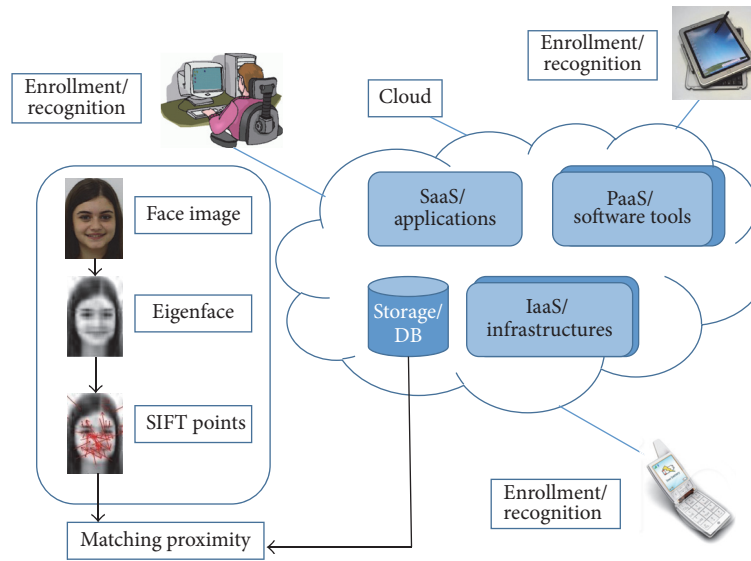 Enrollment/
recognition
Enrollment/
recognition
Cloud
SaaS/
applications
PaaS/
software tools
Face image
Eigenface
SIFT points
Storage/
DB
IaaS/
infrastructures
Enrollment/
recognition
Matching proximity